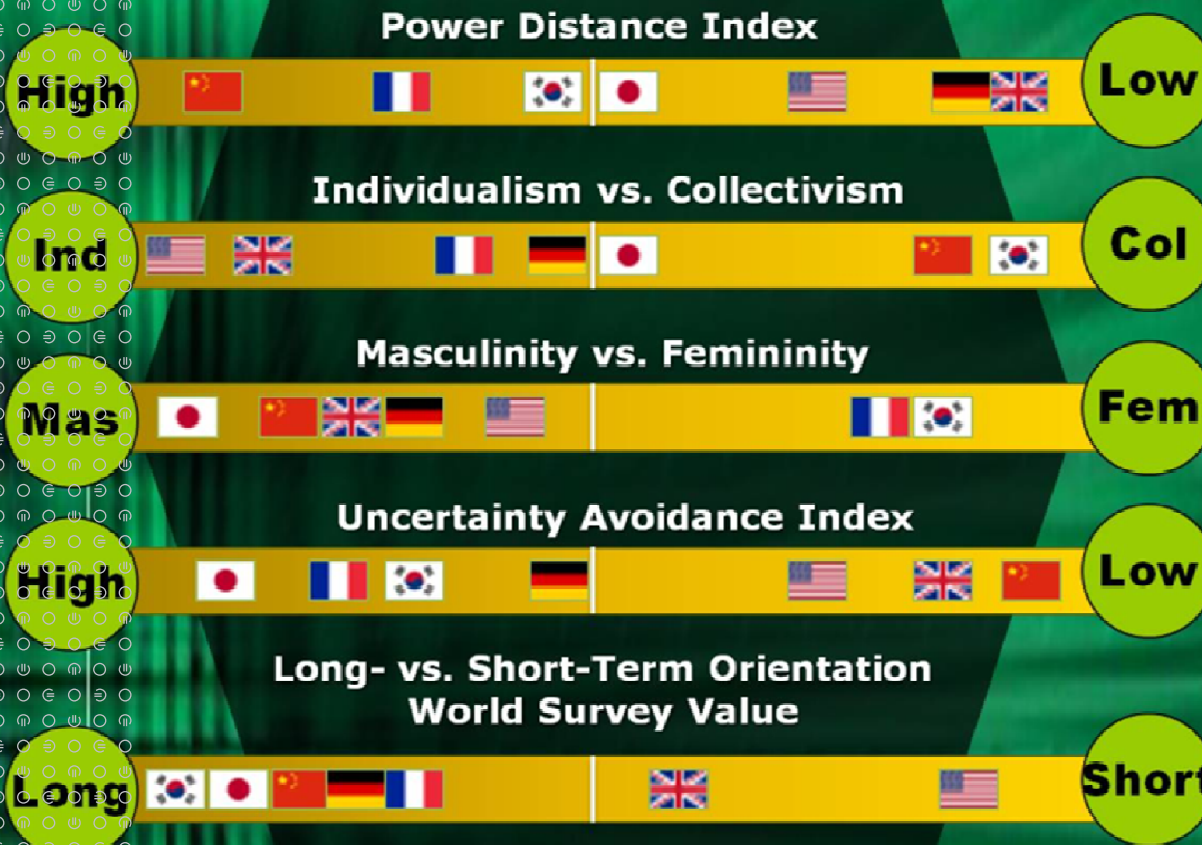 Power Distance Index
High
Low
Individualism vs. Collectivism
Ind
Col
Masculinity vs. Femininity
Mas
Fem
Uncertainty Avoidance Index
High
Low
Long- vs. Short-Term Orientation
World Survey Value
Long
Short